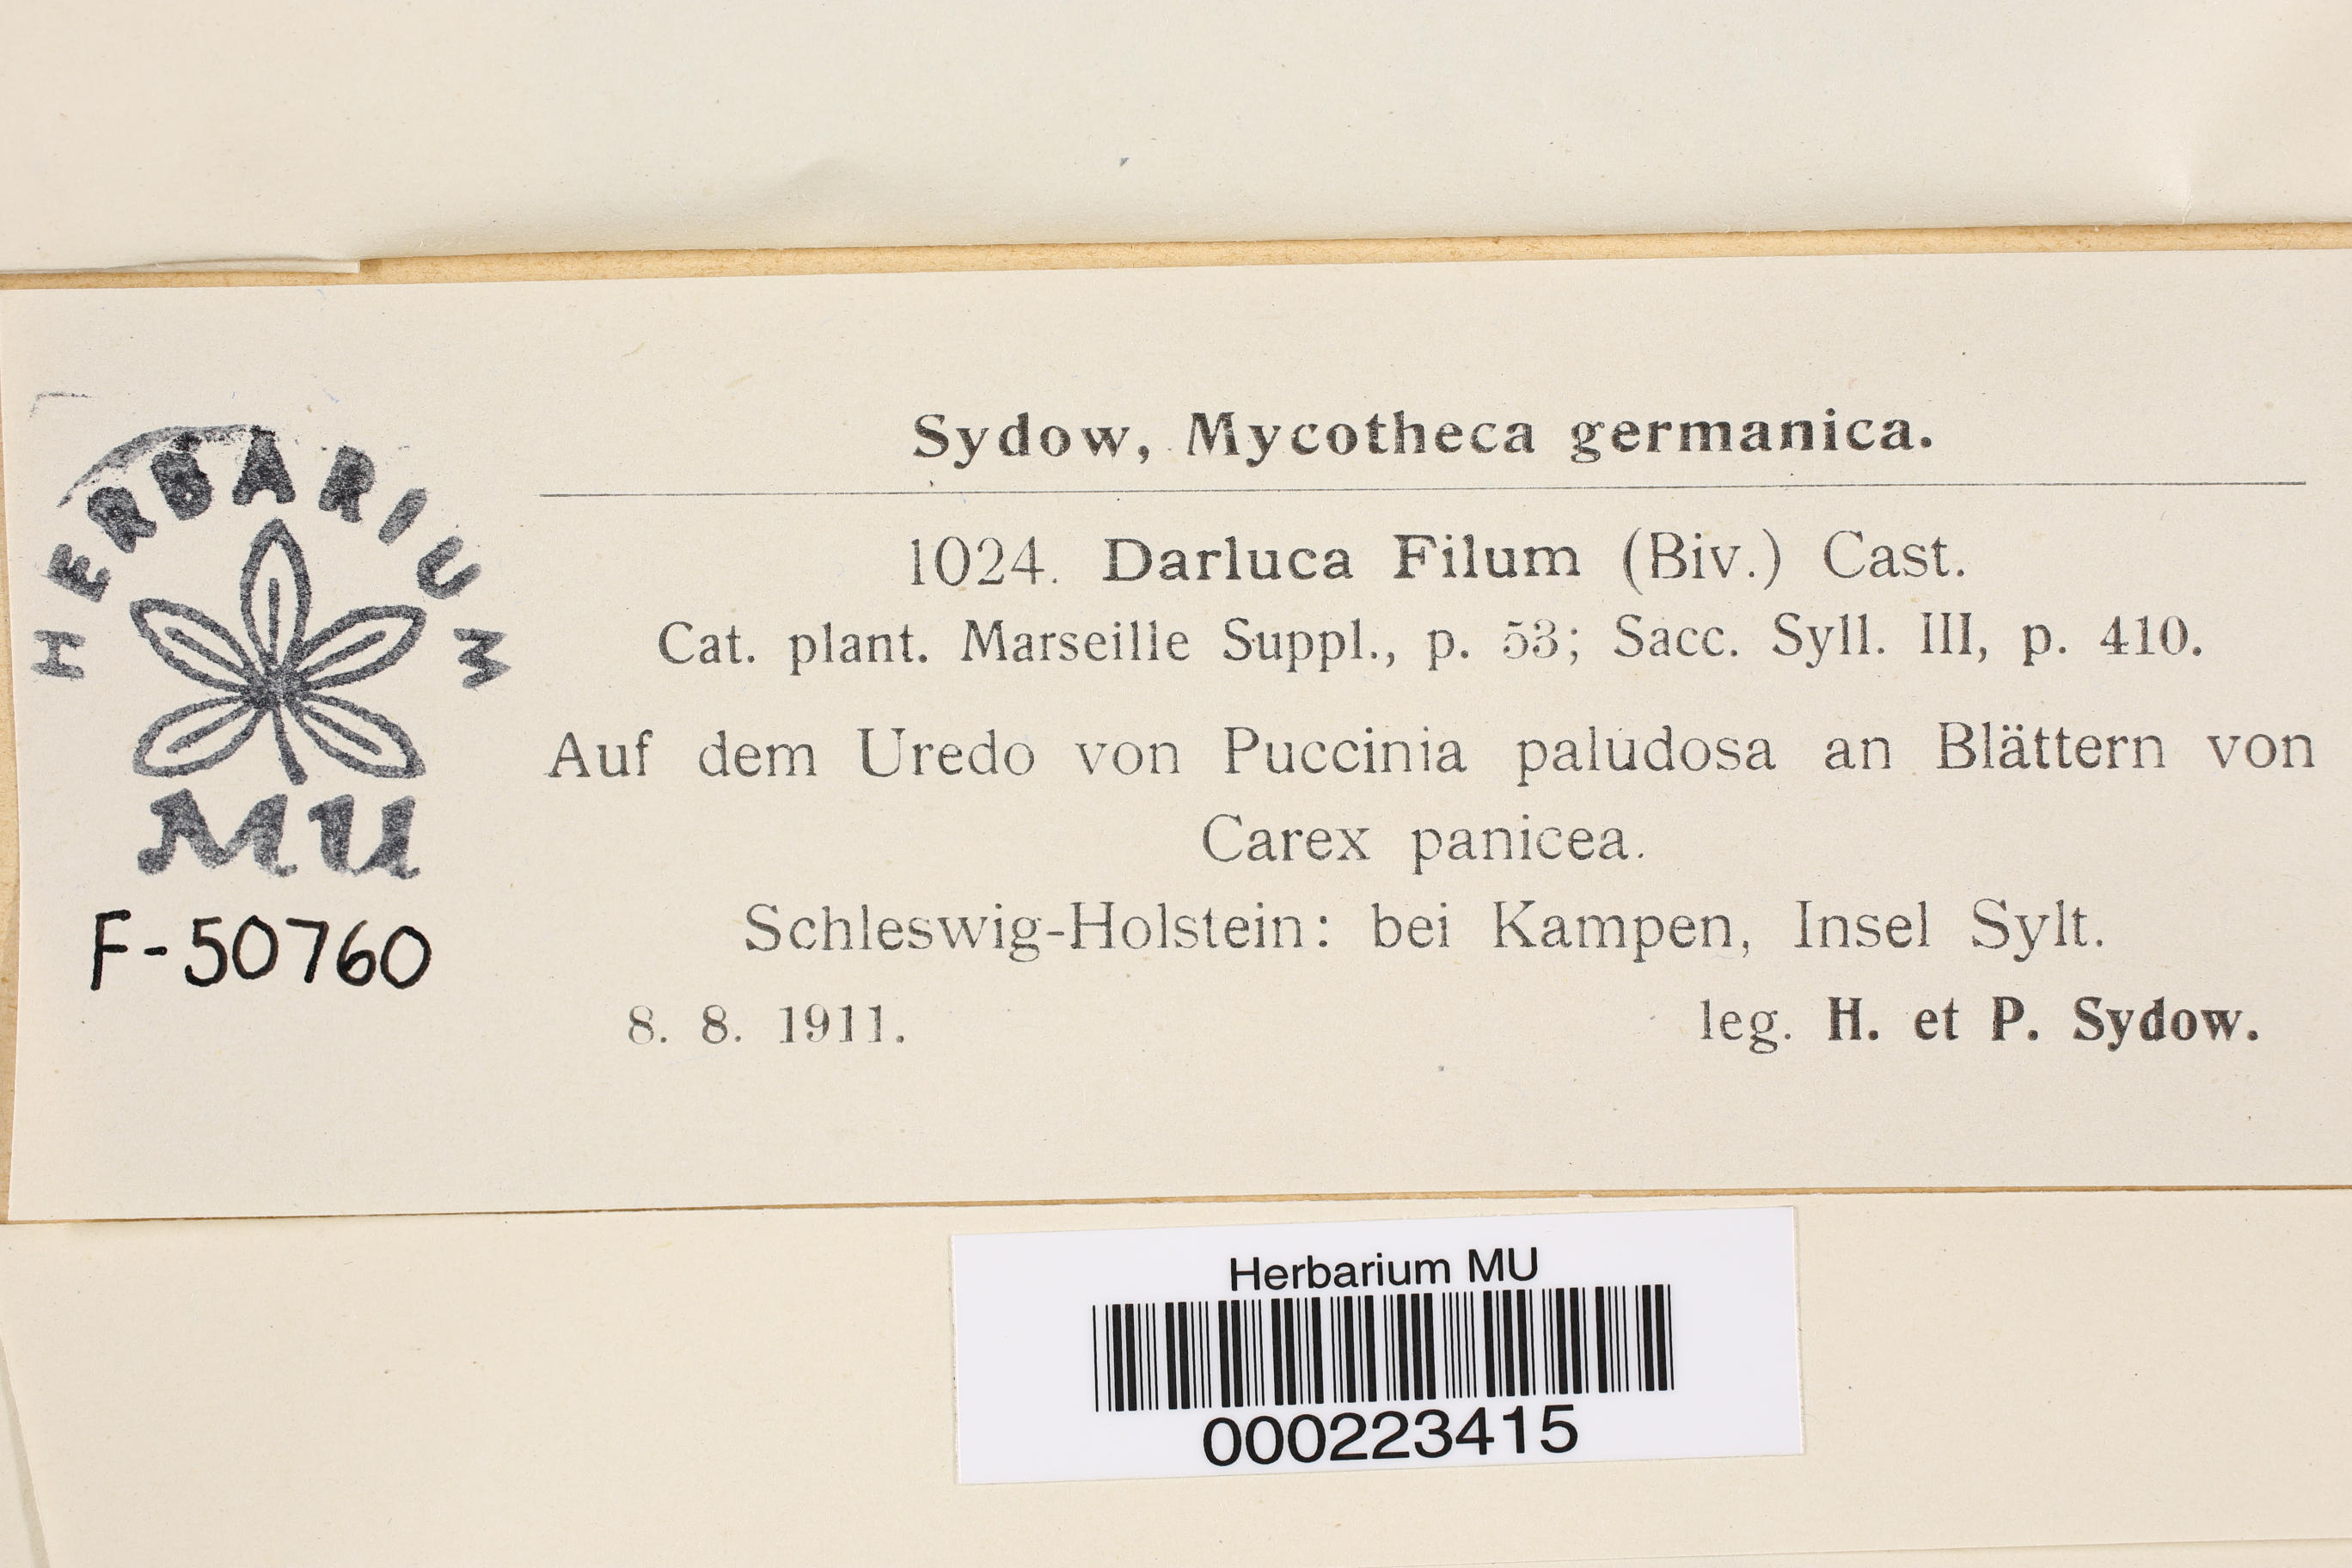 HERBARIUM
MU
F-50760
Sydow, Mycotheca germanica.
1024. Darluca Filum (Biv.) Cast.
Cat. plant. Marseille Suppl., p. 53; Sacc. Syll. III, p. 410.
Auf dem Uredo von Puccinia paludosa an Blättern von
Carex panicea.
Schleswig-Holstein: bei Kampen, Insel Sylt.
8. 8. 1911. leg. H. et P. Sydow.
Herbarium MU
000223415